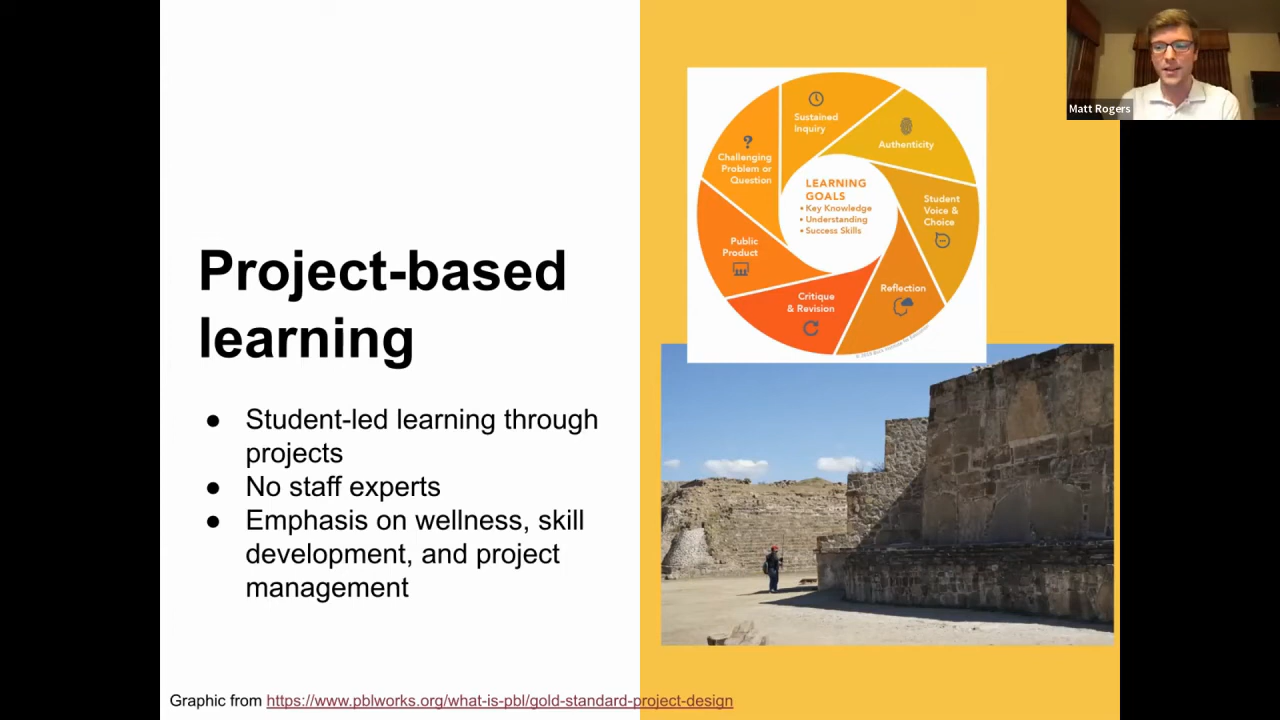 Matt Rogers
Project-based
learning
● Student-led learning through
projects
● No staff experts
● Emphasis on wellness, skill
development, and project
management
Sustained
Inquiry
Authenticity
Student
Voice &
Choice
Reflection
Critique
& Revision
Public
Product
?
Challenging
Problem or
Question
LEARNING
GOALS
• Key Knowledge
• Understanding
• Success Skills
Graphic from https://www.pblworks.org/what-is-pbl/gold-standard-project-design